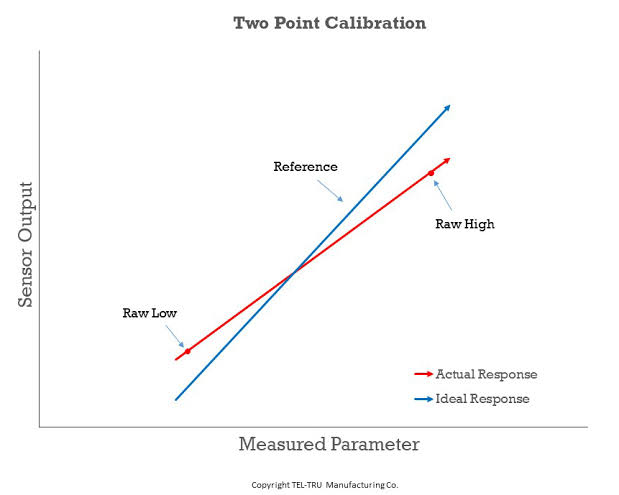 Two Point Calibration
Reference
Raw High
Raw Low
Sensor Output
Actual Response
Ideal Response
Measured Parameter
Copyright TEL-TRU Manufacturing Co.